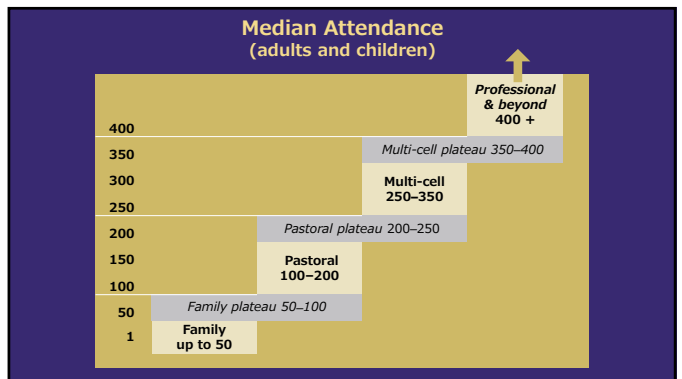 Median Attendance
(adults and children)
Professional
& beyond
400 +
400
Multi-cell plateau 350–400
350
Multi-cell
250–350
300
250
Pastoral plateau 200–250
200
Pastoral
100–200
150
100
Family plateau 50–100
50
Family
up to 50
1